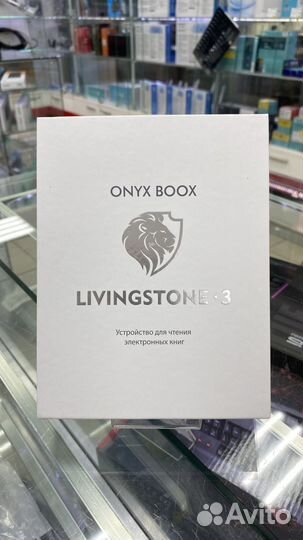 ONYX BOOX
LIVINGSTONE 3
Устройство для чтения
электронных книг
Avito